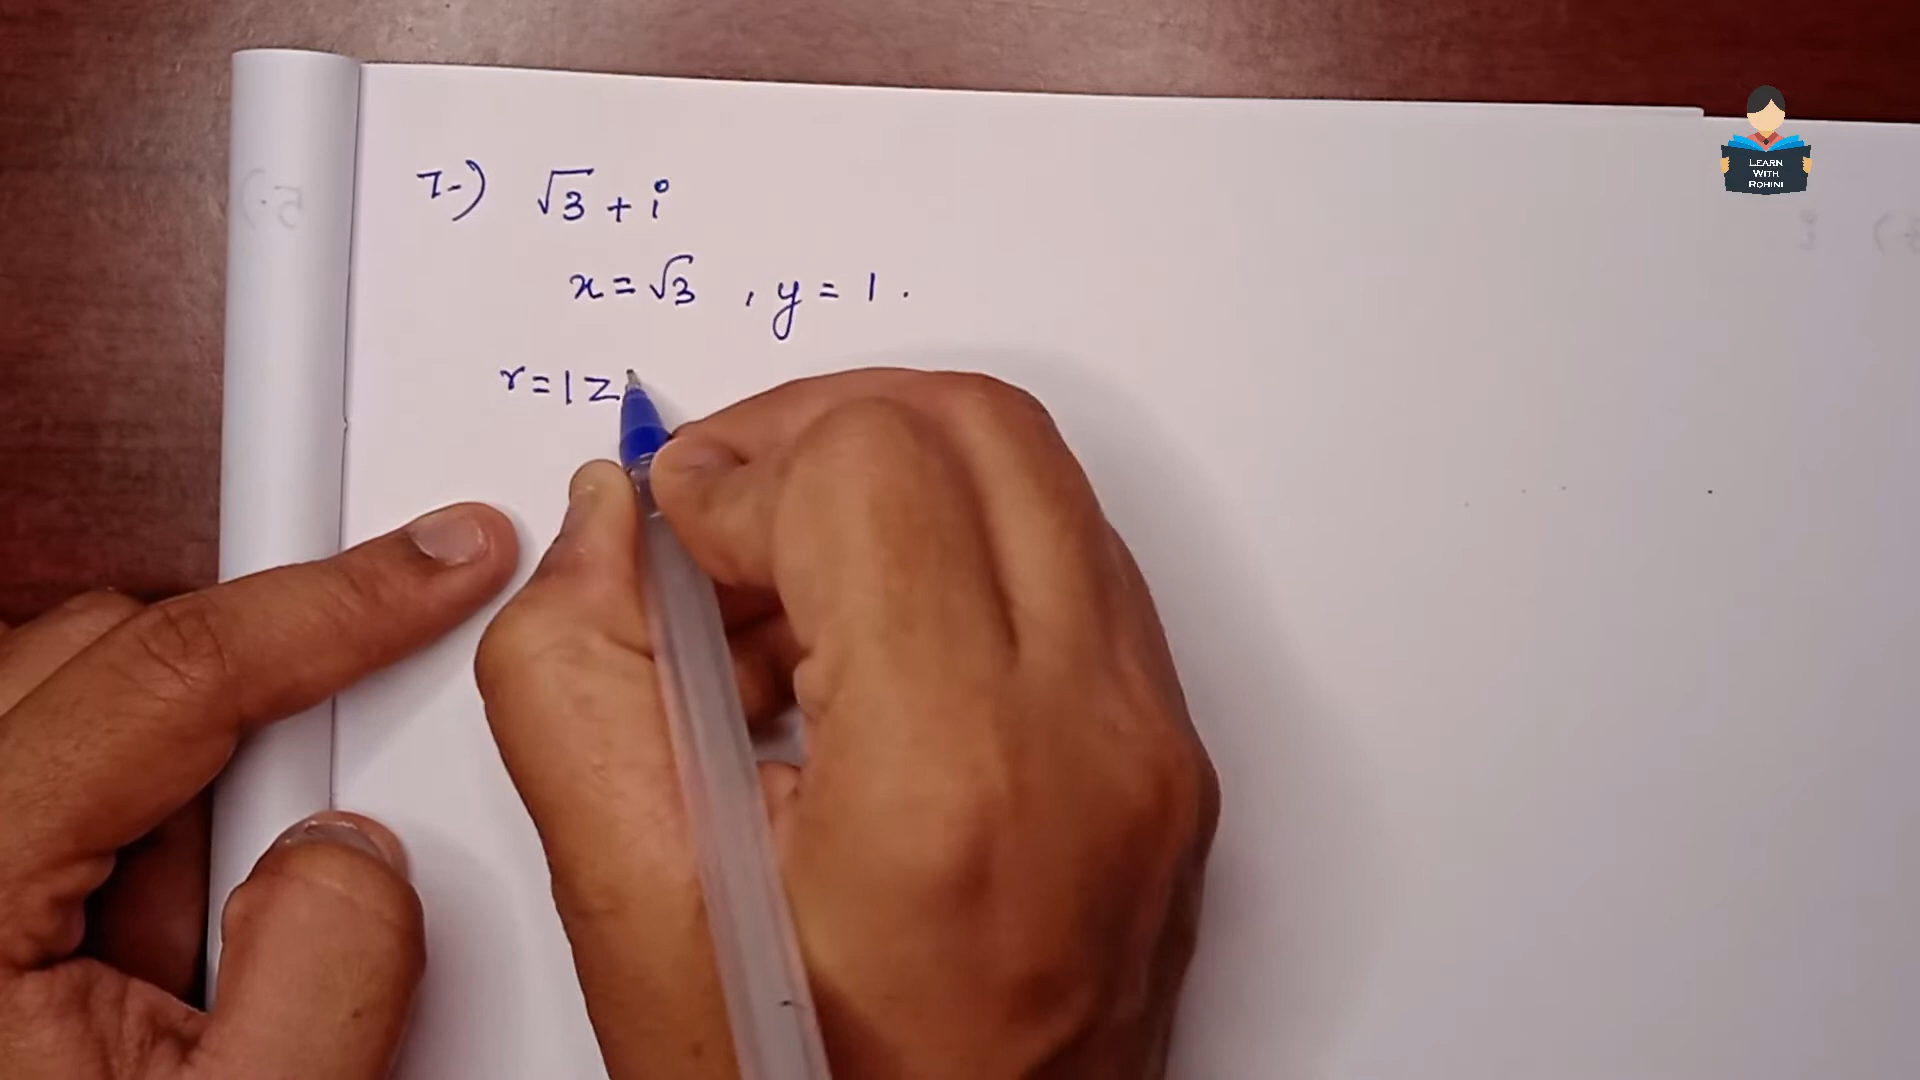 7-) √3 + i
x = √3 , y = 1 .
r = | z
LEARN
WITH
ROHINI